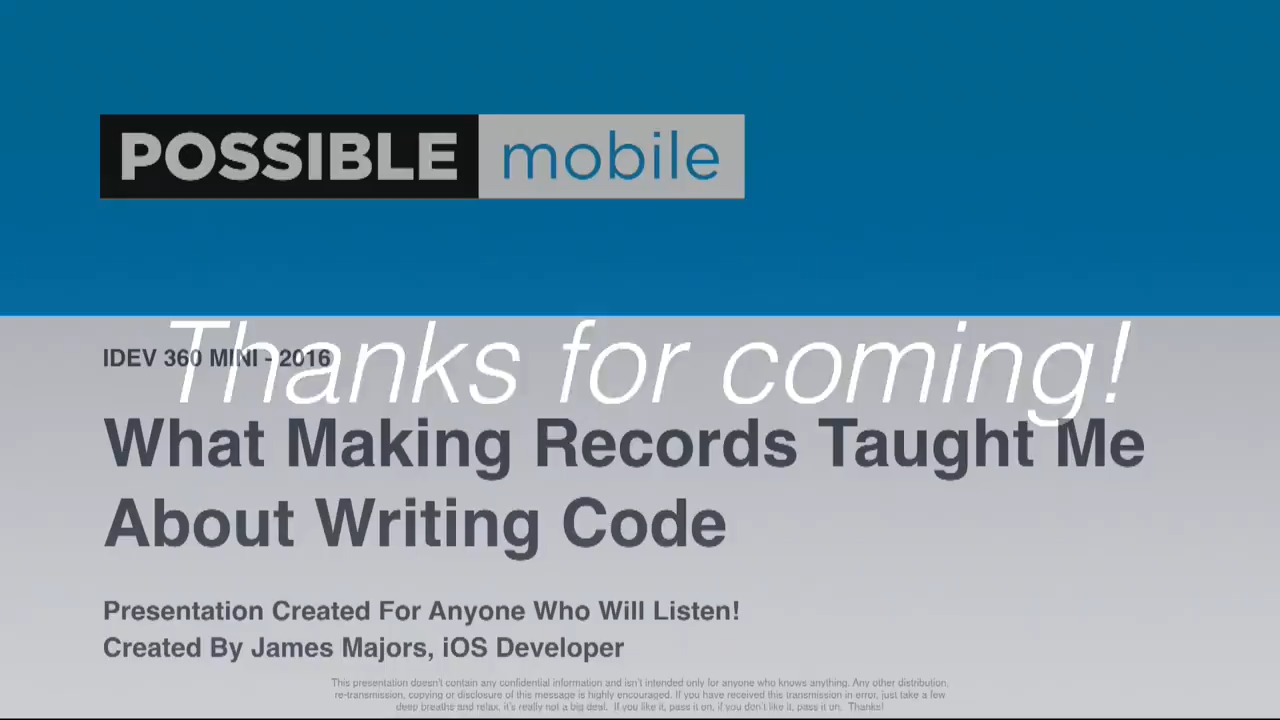 POSSIBLE mobile
Thanks for coming!
IDEV 360 MINI - 2016
What Making Records Taught Me
About Writing Code
Presentation Created For Anyone Who Will Listen!
Created By James Majors, iOS Developer
This presentation doesn't contain any confidential information and isn't intended only for anyone who knows anything. Any other distribution,
re-transmission, copying or disclosure of this message is highly encouraged. If you have received this transmission in error, just take a few
deep breaths and relax, it's really not a big deal. If you like it, pass it on, if you don't like it, pass it on. Thanks!